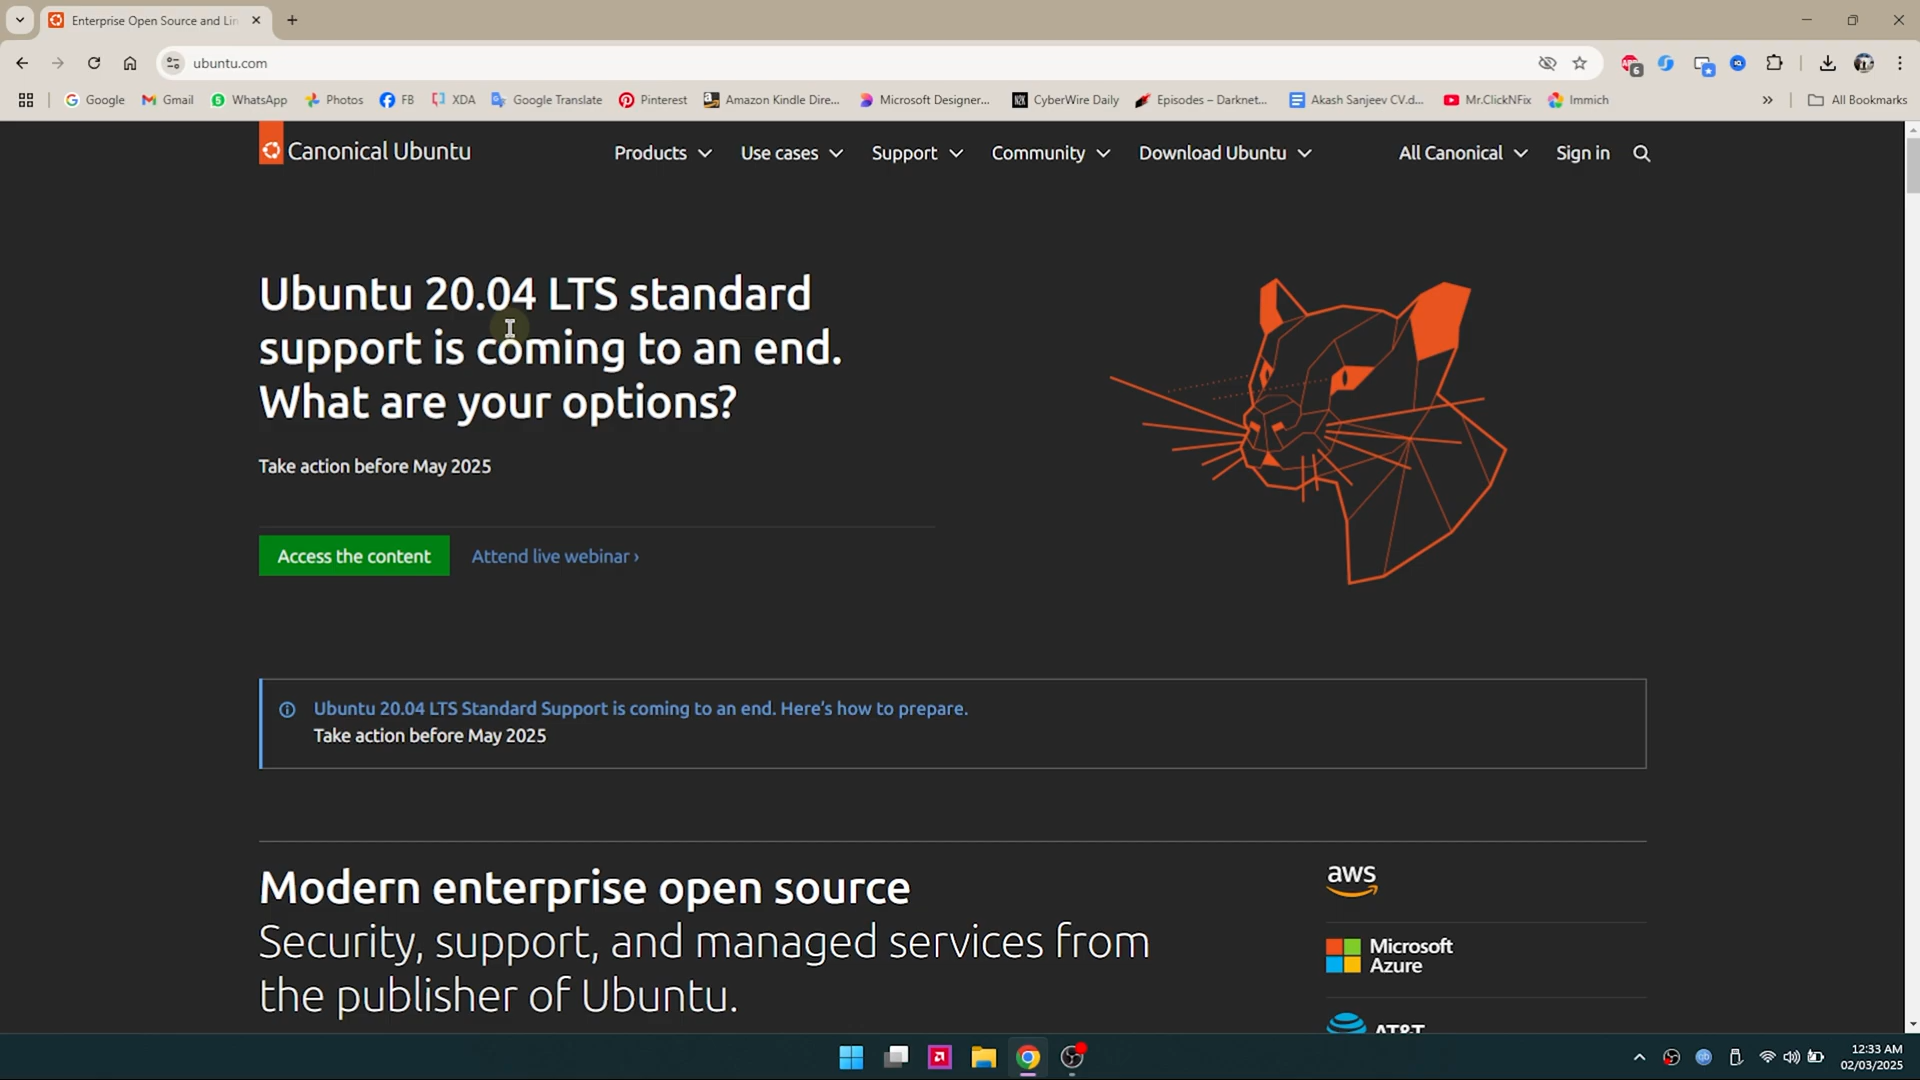 Enterprise Open Source and Lin
ubuntu.com
6
Google
Gmail
WhatsApp
Photos
FB
XDA
Google Translate
Pinterest
Amazon Kindle Dire...
Microsoft Designer...
N2K
CyberWire Daily
Episodes – Darknet...
Akash Sanjeev CV.d...
Mr.ClickNFix
Immich
»
All Bookmarks
Canonical Ubuntu
Products
Use cases
Support
Community
Download Ubuntu
All Canonical
Sign in
Ubuntu 20.04 LTS standard
support is coming to an end.
What are your options?
Take action before May 2025
Access the content
Attend live webinar ›
Ubuntu 20.04 LTS Standard Support is coming to an end. Here's how to prepare.
Take action before May 2025
Modern enterprise open source
Security, support, and managed services from
the publisher of Ubuntu.
aws
Microsoft
Azure
AT&T
12:33 AM
02/03/2025